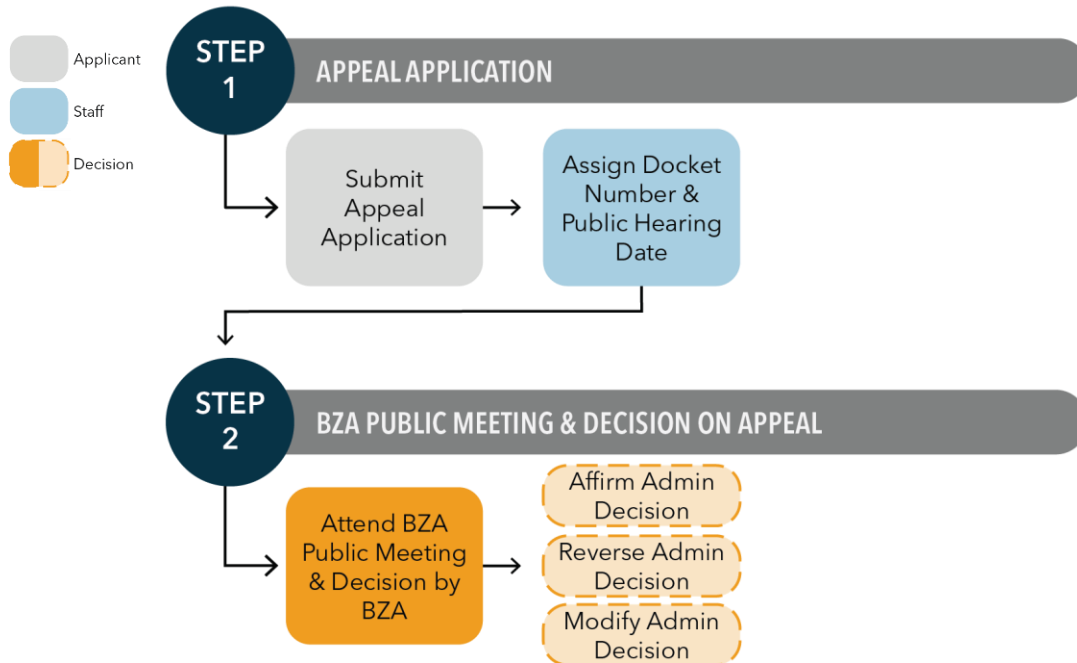 Applicant
Staff
Decision
STEP
1
APPEAL APPLICATION
Submit
Appeal
Application
Assign Docket
Number &
Public Hearing
Date
STEP
2
BZA PUBLIC MEETING & DECISION ON APPEAL
Attend BZA
Public Meeting
& Decision by
BZA
Affirm Admin
Decision
Reverse Admin
Decision
Modify Admin
Decision